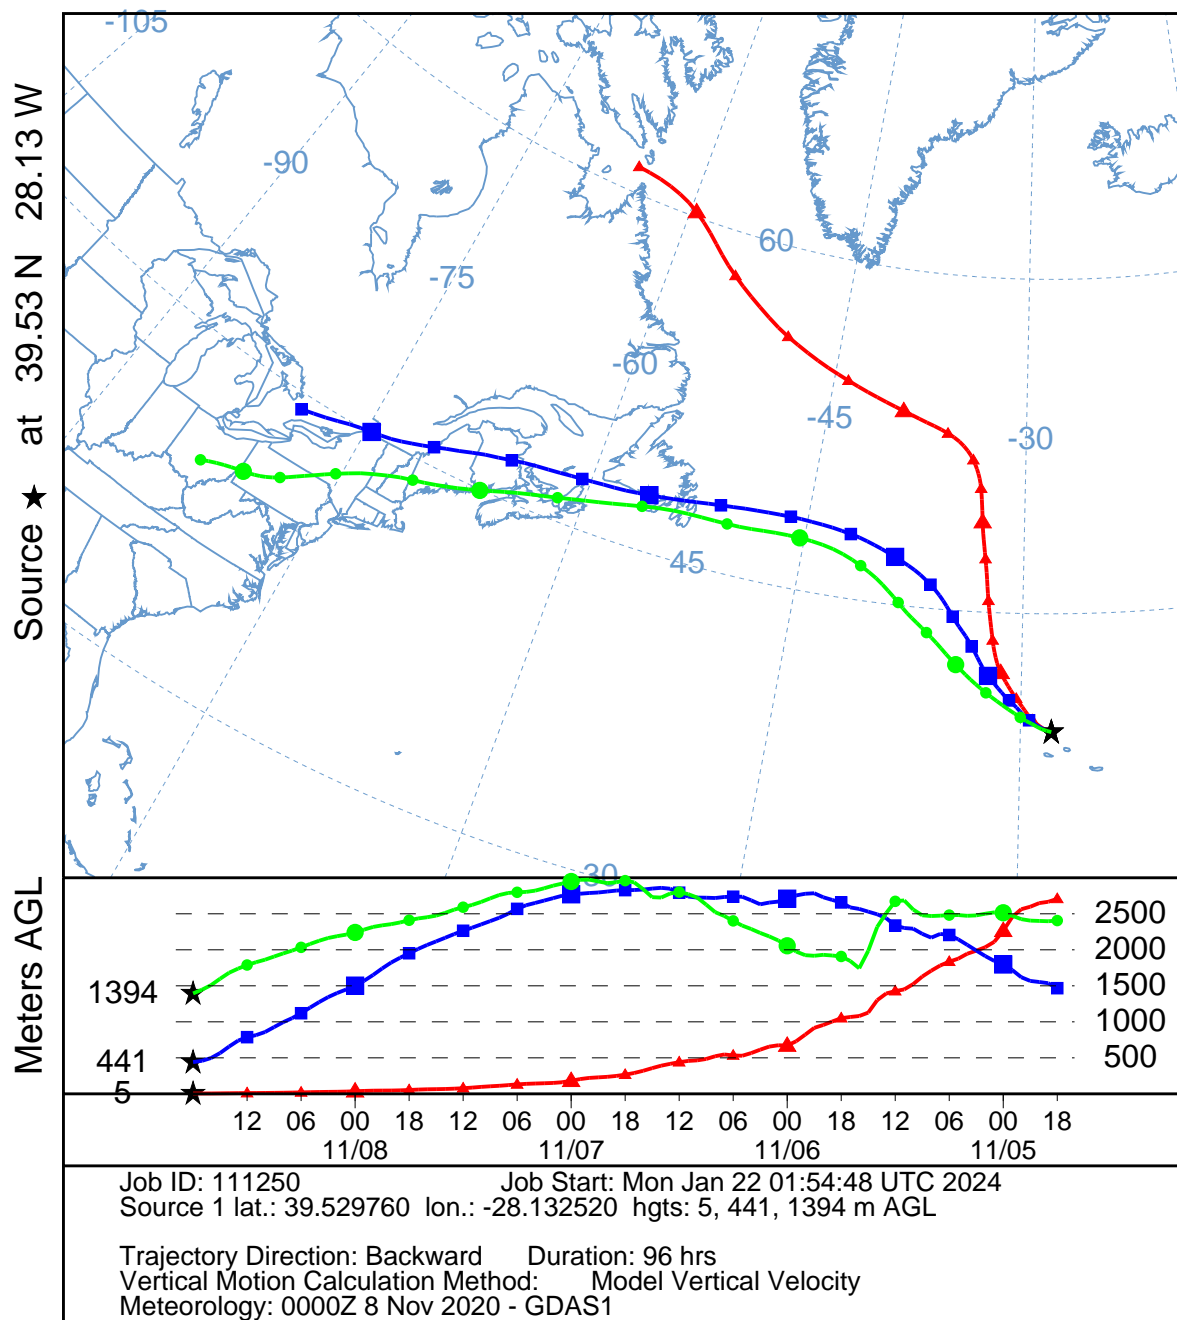 -105
-90
-75
60
-60
-45
-30
45
30
Source ★ at 39.53 N 28.13 W
Meters AGL
1394
441
5
2500
2000
1500
1000
500
12 06 00 18 12 06 00 18 12 06 00 18 12 06 00 18
11/08 11/07 11/06 11/05
Job ID: 111250 Job Start: Mon Jan 22 01:54:48 UTC 2024
Source 1 lat.: 39.529760 lon.: -28.132520 hgts: 5, 441, 1394 m AGL
Trajectory Direction: Backward Duration: 96 hrs
Vertical Motion Calculation Method: Model Vertical Velocity
Meteorology: 0000Z 8 Nov 2020 - GDAS1